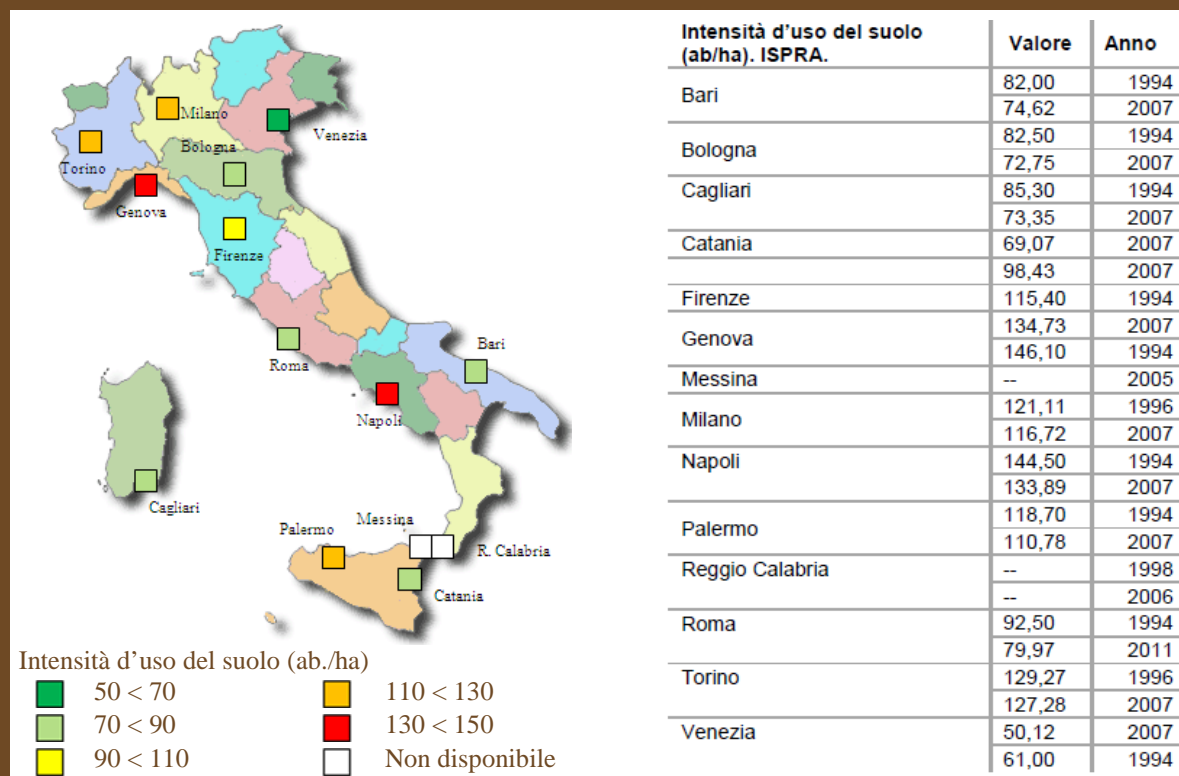 Milano
Venezia
Bologna
Torino
Genova
Firenze
Roma
Bari
Napoli
Cagliari
Messina
Palermo
R. Calabria
Catania
Intensità d’uso del suolo (ab./ha)
50 < 70
70 < 90
90 < 110
110 < 130
130 < 150
Non disponibile
Intensità d’uso del suolo
(ab/ha). ISPRA. Valore Anno
Bari 82,00 1994
74,62 2007
Bologna 82,50 1994
72,75 2007
Cagliari 85,30 1994
73,35 2007
Catania 69,07 2007
98,43 2007
Firenze 115,40 1994
Genova 134,73 2007
146,10 1994
Messina -- 2005
Milano 121,11 1996
116,72 2007
Napoli 144,50 1994
133,89 2007
Palermo 118,70 1994
110,78 2007
Reggio Calabria -- 1998
-- 2006
Roma 92,50 1994
79,97 2011
Torino 129,27 1996
127,28 2007
Venezia 50,12 2007
61,00 1994